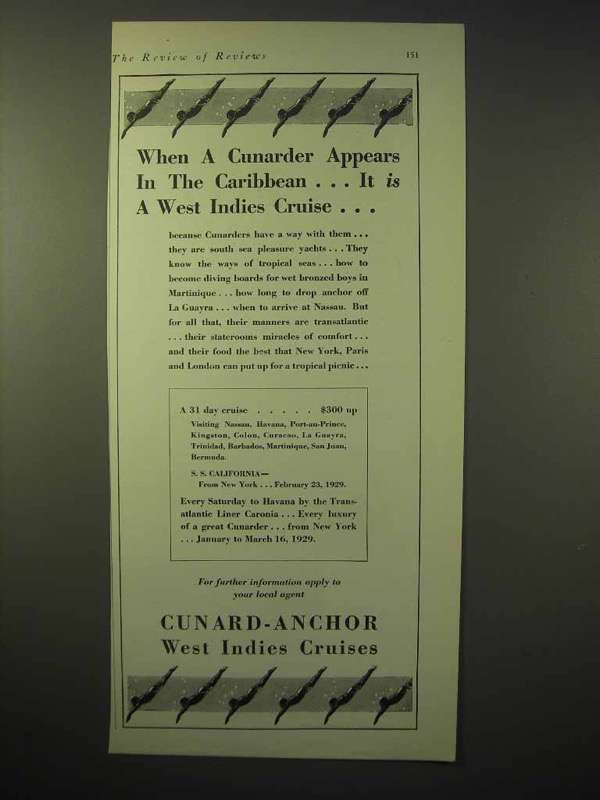 The Review of Reviews 151
When A Cunarder Appears
In The Caribbean . . . It is
A West Indies Cruise . . .
because Cunarders have a way with them . . .
they are south sea pleasure yachts . . . They
know the ways of tropical seas . . . how to
become diving boards for wet bronzed boys in
Martinique . . . how long to drop anchor off
La Guayra . . . when to arrive at Nassau. But
for all that, their manners are transatlantic
. . . their staterooms miracles of comfort . . .
and their food the best that New York, Paris
and London can put up for a tropical picnic . . .
A 31 day cruise . . . . . $300 up
Visiting Nassau, Havana, Port-au-Prince,
Kingston, Colon, Curacao, La Guayra,
Trinidad, Barbados, Martinique, San Juan,
Bermuda.
S. S. CALIFORNIA—
From New York . . . February 23, 1929.
Every Saturday to Havana by the Trans-
atlantic Liner Caronia . . . Every luxury
of a great Cunarder . . . from New York
. . . January to March 16, 1929.
For further information apply to
your local agent
CUNARD-ANCHOR
West Indies Cruises